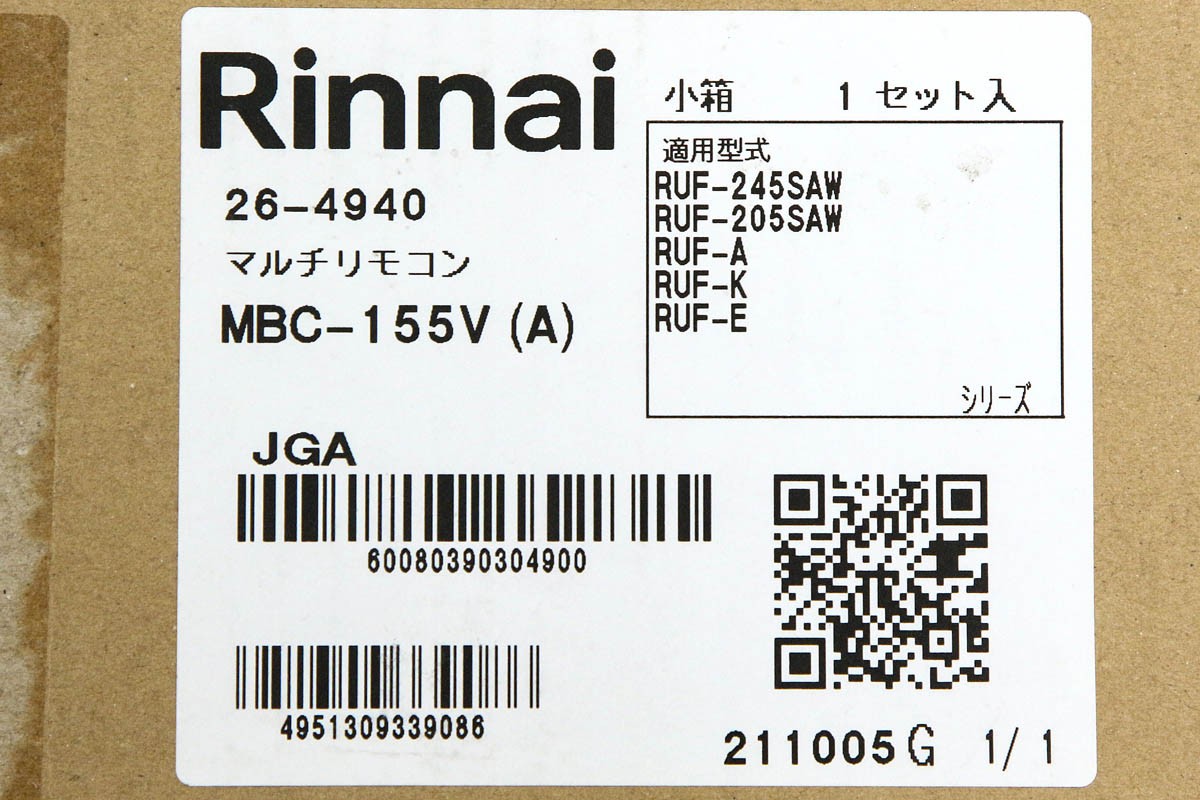 Rinnai
26-4940
マルチリモコン
MBC-155V(A)
小箱 1 セット入
適用型式
RUF-245SAW
RUF-205SAW
RUF-A
RUF-K
RUF-E
シリーズ
JGA
60080390304900
4951309339086
211005G 1/1